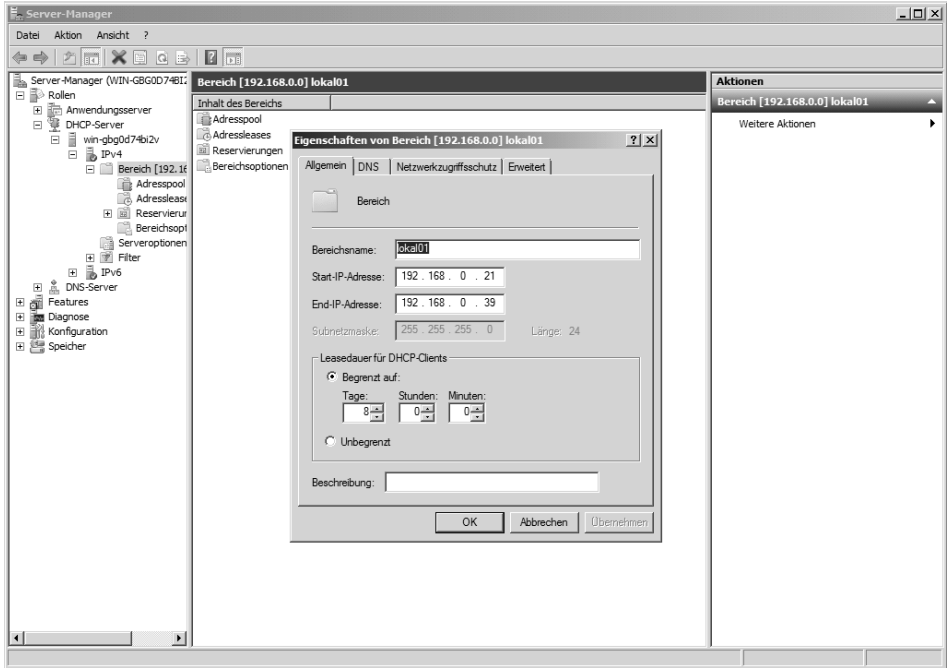 Server-Manager
Datei Aktion Ansicht ?
Server-Manager (WIN-GBG0D74BI2
Rollen
Anwendungsserver
DHCP-Server
win-gbg0d74bi2v
IPv4
Bereich [192.16
Adresspool
Adresslease
Reservierur
Bereichsopt
Serveroptionen
Filter
IPv6
DNS-Server
Features
Diagnose
Konfiguration
Speicher
Bereich [192.168.0.0] lokal01
Inhalt des Bereichs
Adresspool
Adressleases
Reservierungen
Bereichsoptionen
Eigenschaften von Bereich [192.168.0.0] lokal01
Allgemein DNS Netzwerkzugriffsschutz Erweitert
Bereich
Bereichsname: lokal01
Start-IP-Adresse: 192 . 168 . 0 . 21
End-IP-Adresse: 192 . 168 . 0 . 39
Subnetzmaske: 255 . 255 . 255 . 0 Länge: 24
Leasedauer für DHCP-Clients
Begrenzt auf:
Tage: Stunden: Minuten:
8 0 0
Unbegrenzt
Beschreibung:
OK Abbrechen Übernehmen
Aktionen
Bereich [192.168.0.0] lokal01
Weitere Aktionen